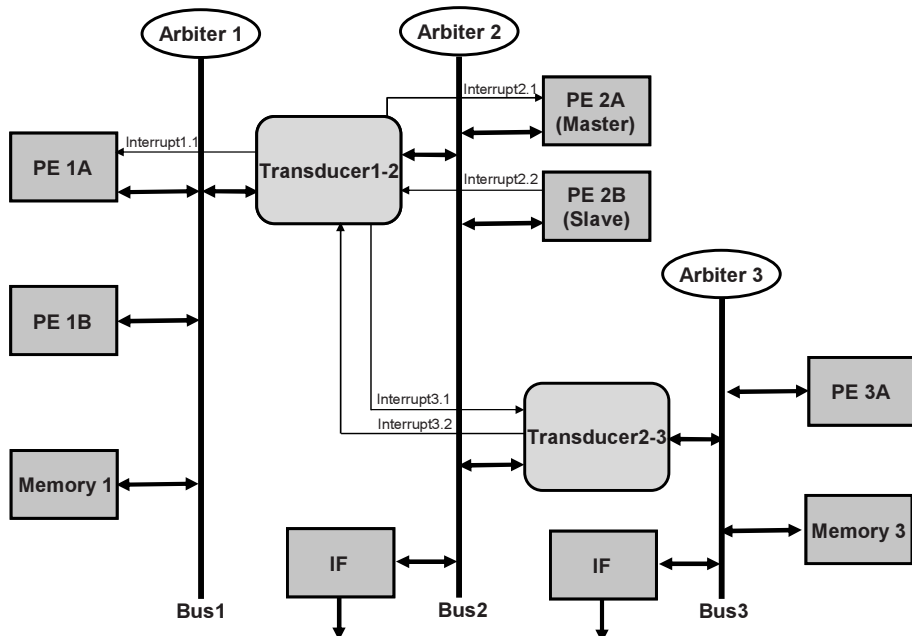 Arbiter 1
Arbiter 2
Interrupt2.1
PE 2A
(Master)
Interrupt1.1
PE 1A
Transducer1-2
Interrupt2.2
PE 2B
(Slave)
Arbiter 3
PE 1B
PE 3A
Interrupt3.1
Interrupt3.2
Transducer2-3
Memory 1
Memory 3
IF
IF
Bus1
Bus2
Bus3